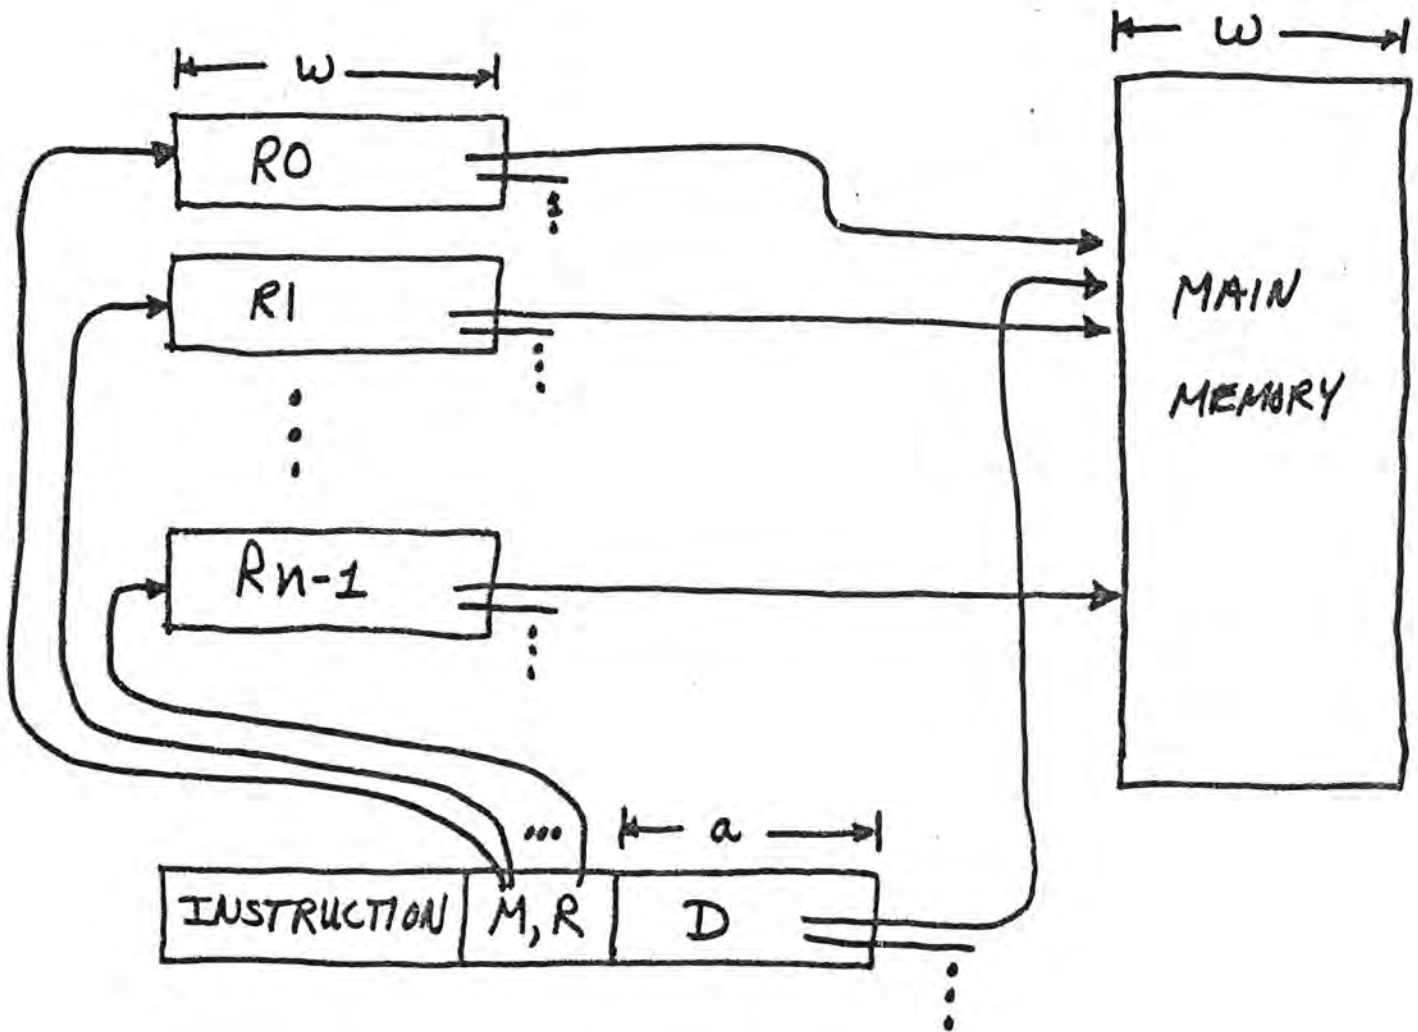 w
w
R0
R1
MAIN
MEMORY
Rn-1
... a
INSTRUCTION M, R D